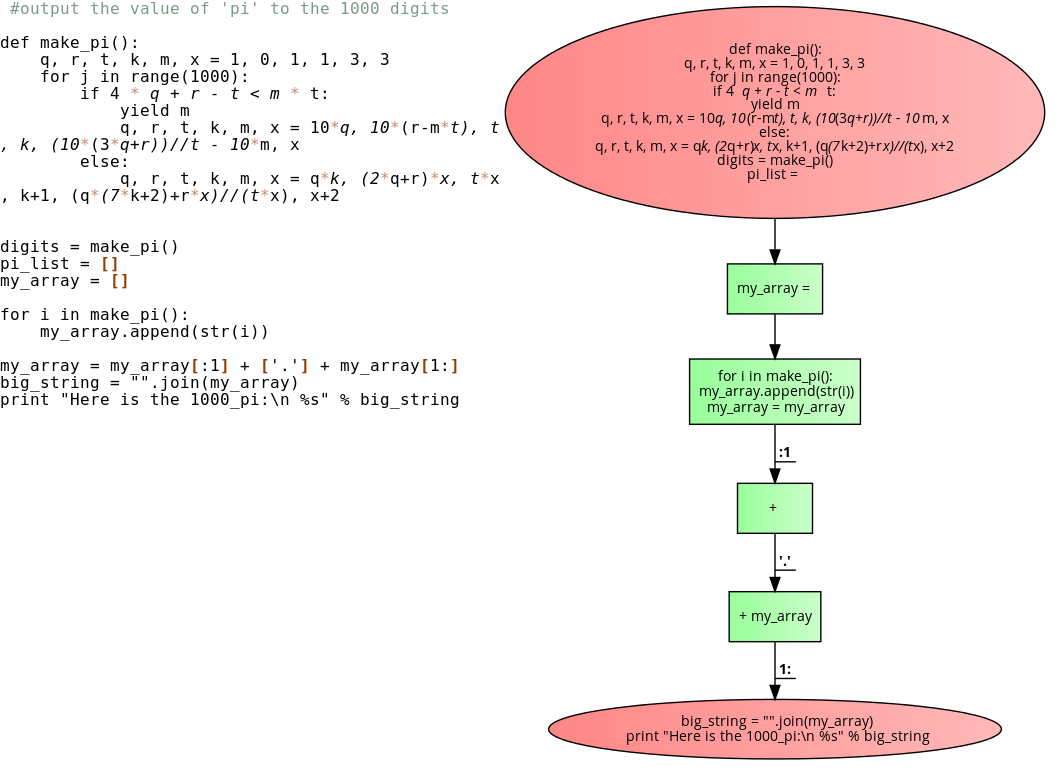 #output the value of 'pi' to the 1000 digits
def make_pi():
    q, r, t, k, m, x = 1, 0, 1, 1, 3, 3
    for j in range(1000):
        if 4 * q + r - t < m * t:
            yield m
            q, r, t, k, m, x = 10*q, 10*(r-m*t), t
, k, (10*(3*q+r))//t - 10*m, x
        else:
            q, r, t, k, m, x = q*k, (2*q+r)*x, t*x
, k+1, (q*(7*k+2)+r*x)//(t*x), x+2
digits = make_pi()
pi_list = []
my_array = []
for i in make_pi():
    my_array.append(str(i))
my_array = my_array[:1] + ['.'] + my_array[1:]
big_string = "".join(my_array)
print "Here is the 1000_pi:\n %s" % big_string
def make_pi():
q, r, t, k, m, x = 1, 0, 1, 1, 3, 3
for j in range(1000):
if 4 q + r - t < m t:
yield m
q, r, t, k, m, x = 10q, 10(r-mt), t, k, (10(3q+r))//t - 10m, x
else:
q, r, t, k, m, x = qk, (2q+r)x, tx, k+1, (q(7k+2)+rx)//(tx), x+2
digits = make_pi()
pi_list =
my_array =
for i in make_pi():
my_array.append(str(i))
my_array = my_array
:1
+
'.'
+ my_array
1:
big_string = "".join(my_array)
print "Here is the 1000_pi:\n %s" % big_string